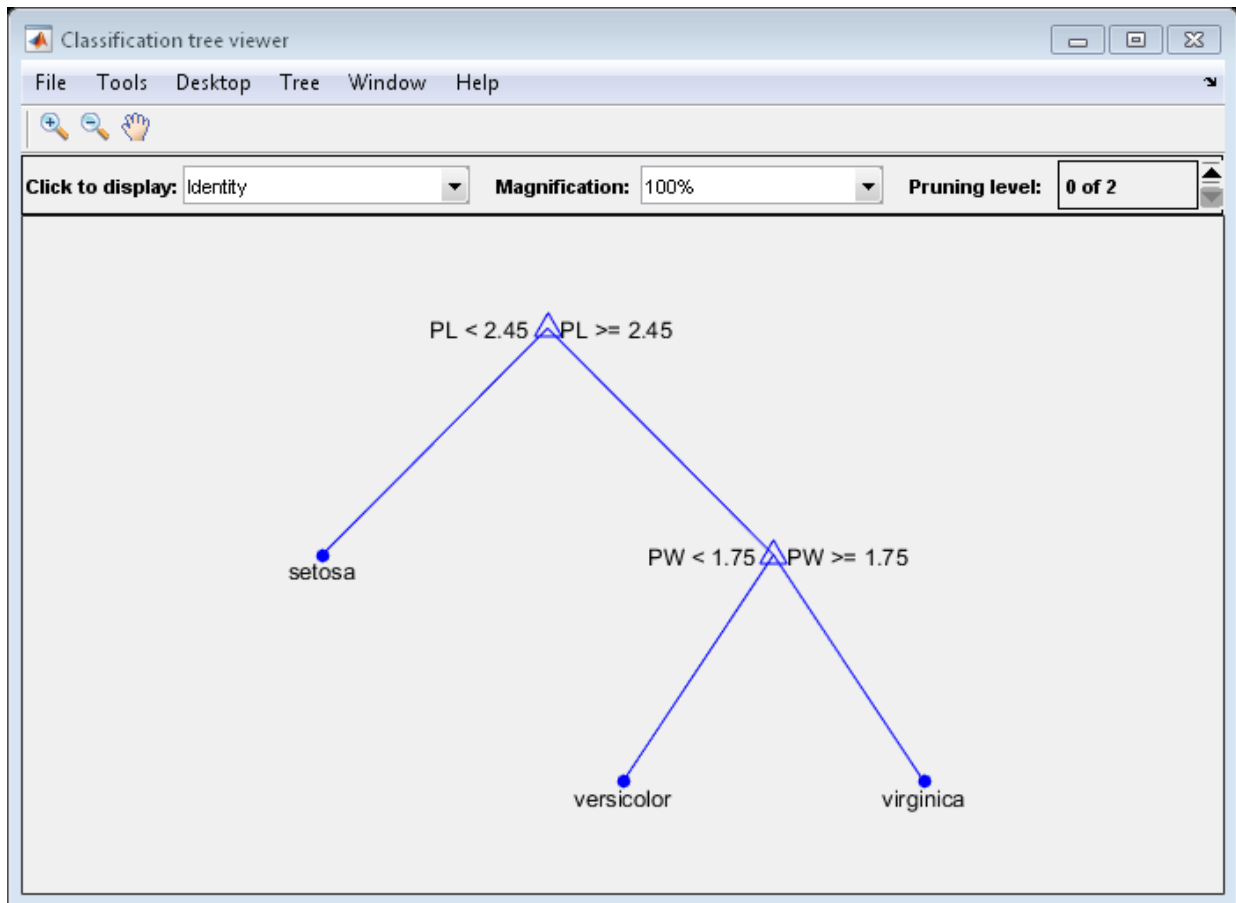 Classification tree viewer
File Tools Desktop Tree Window Help
Click to display: Identity Magnification: 100% Pruning level: 0 of 2
PL < 2.45 PL >= 2.45
setosa
PW < 1.75 PW >= 1.75
versicolor
virginica